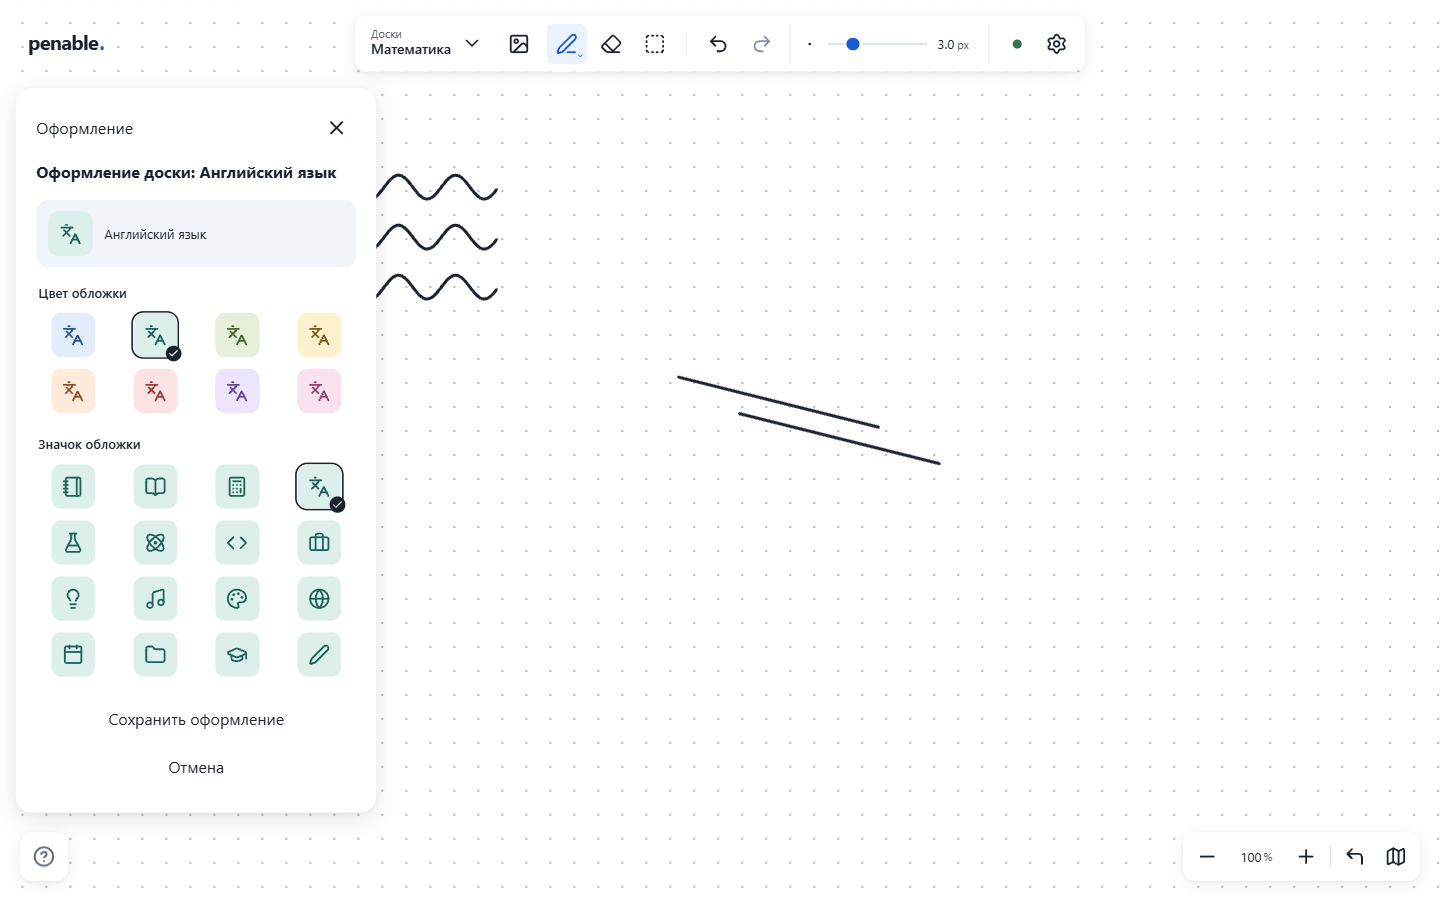 penable.
Доски
Математика
3.0 px
Оформление
Оформление доски: Английский язык
Английский язык
Цвет обложки
Значок обложки
Сохранить оформление
Отмена
100 %